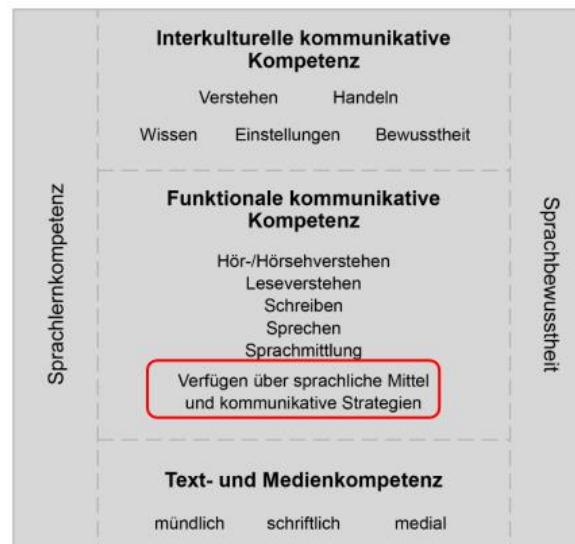 Interkulturelle kommunikative
Kompetenz
Verstehen Handeln
Wissen Einstellungen Bewusstheit
Sprachlernkompetenz
Funktionale kommunikative
Kompetenz
Hör-/Hörsehverstehen
Leseverstehen
Schreiben
Sprechen
Sprachmittlung
Verfügen über sprachliche Mittel
und kommunikative Strategien
Sprachbewusstheit
Text- und Medienkompetenz
mündlich schriftlich medial